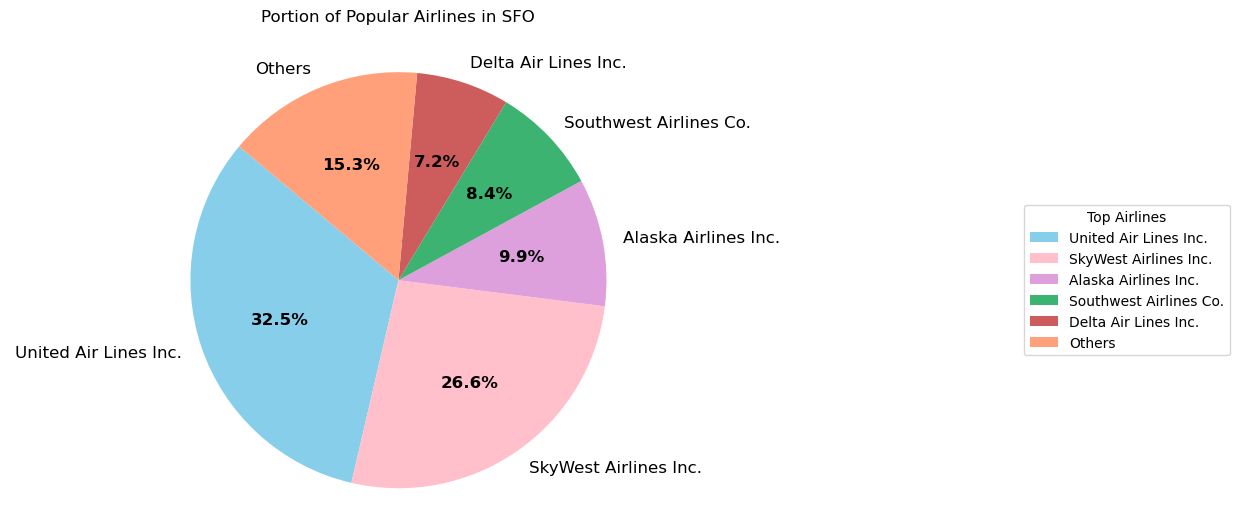 Portion of Popular Airlines in SFO
Others
Delta Air Lines Inc.
Southwest Airlines Co.
Alaska Airlines Inc.
SkyWest Airlines Inc.
United Air Lines Inc.
15.3%
7.2%
8.4%
9.9%
26.6%
32.5%
Top Airlines
United Air Lines Inc.
SkyWest Airlines Inc.
Alaska Airlines Inc.
Southwest Airlines Co.
Delta Air Lines Inc.
Others